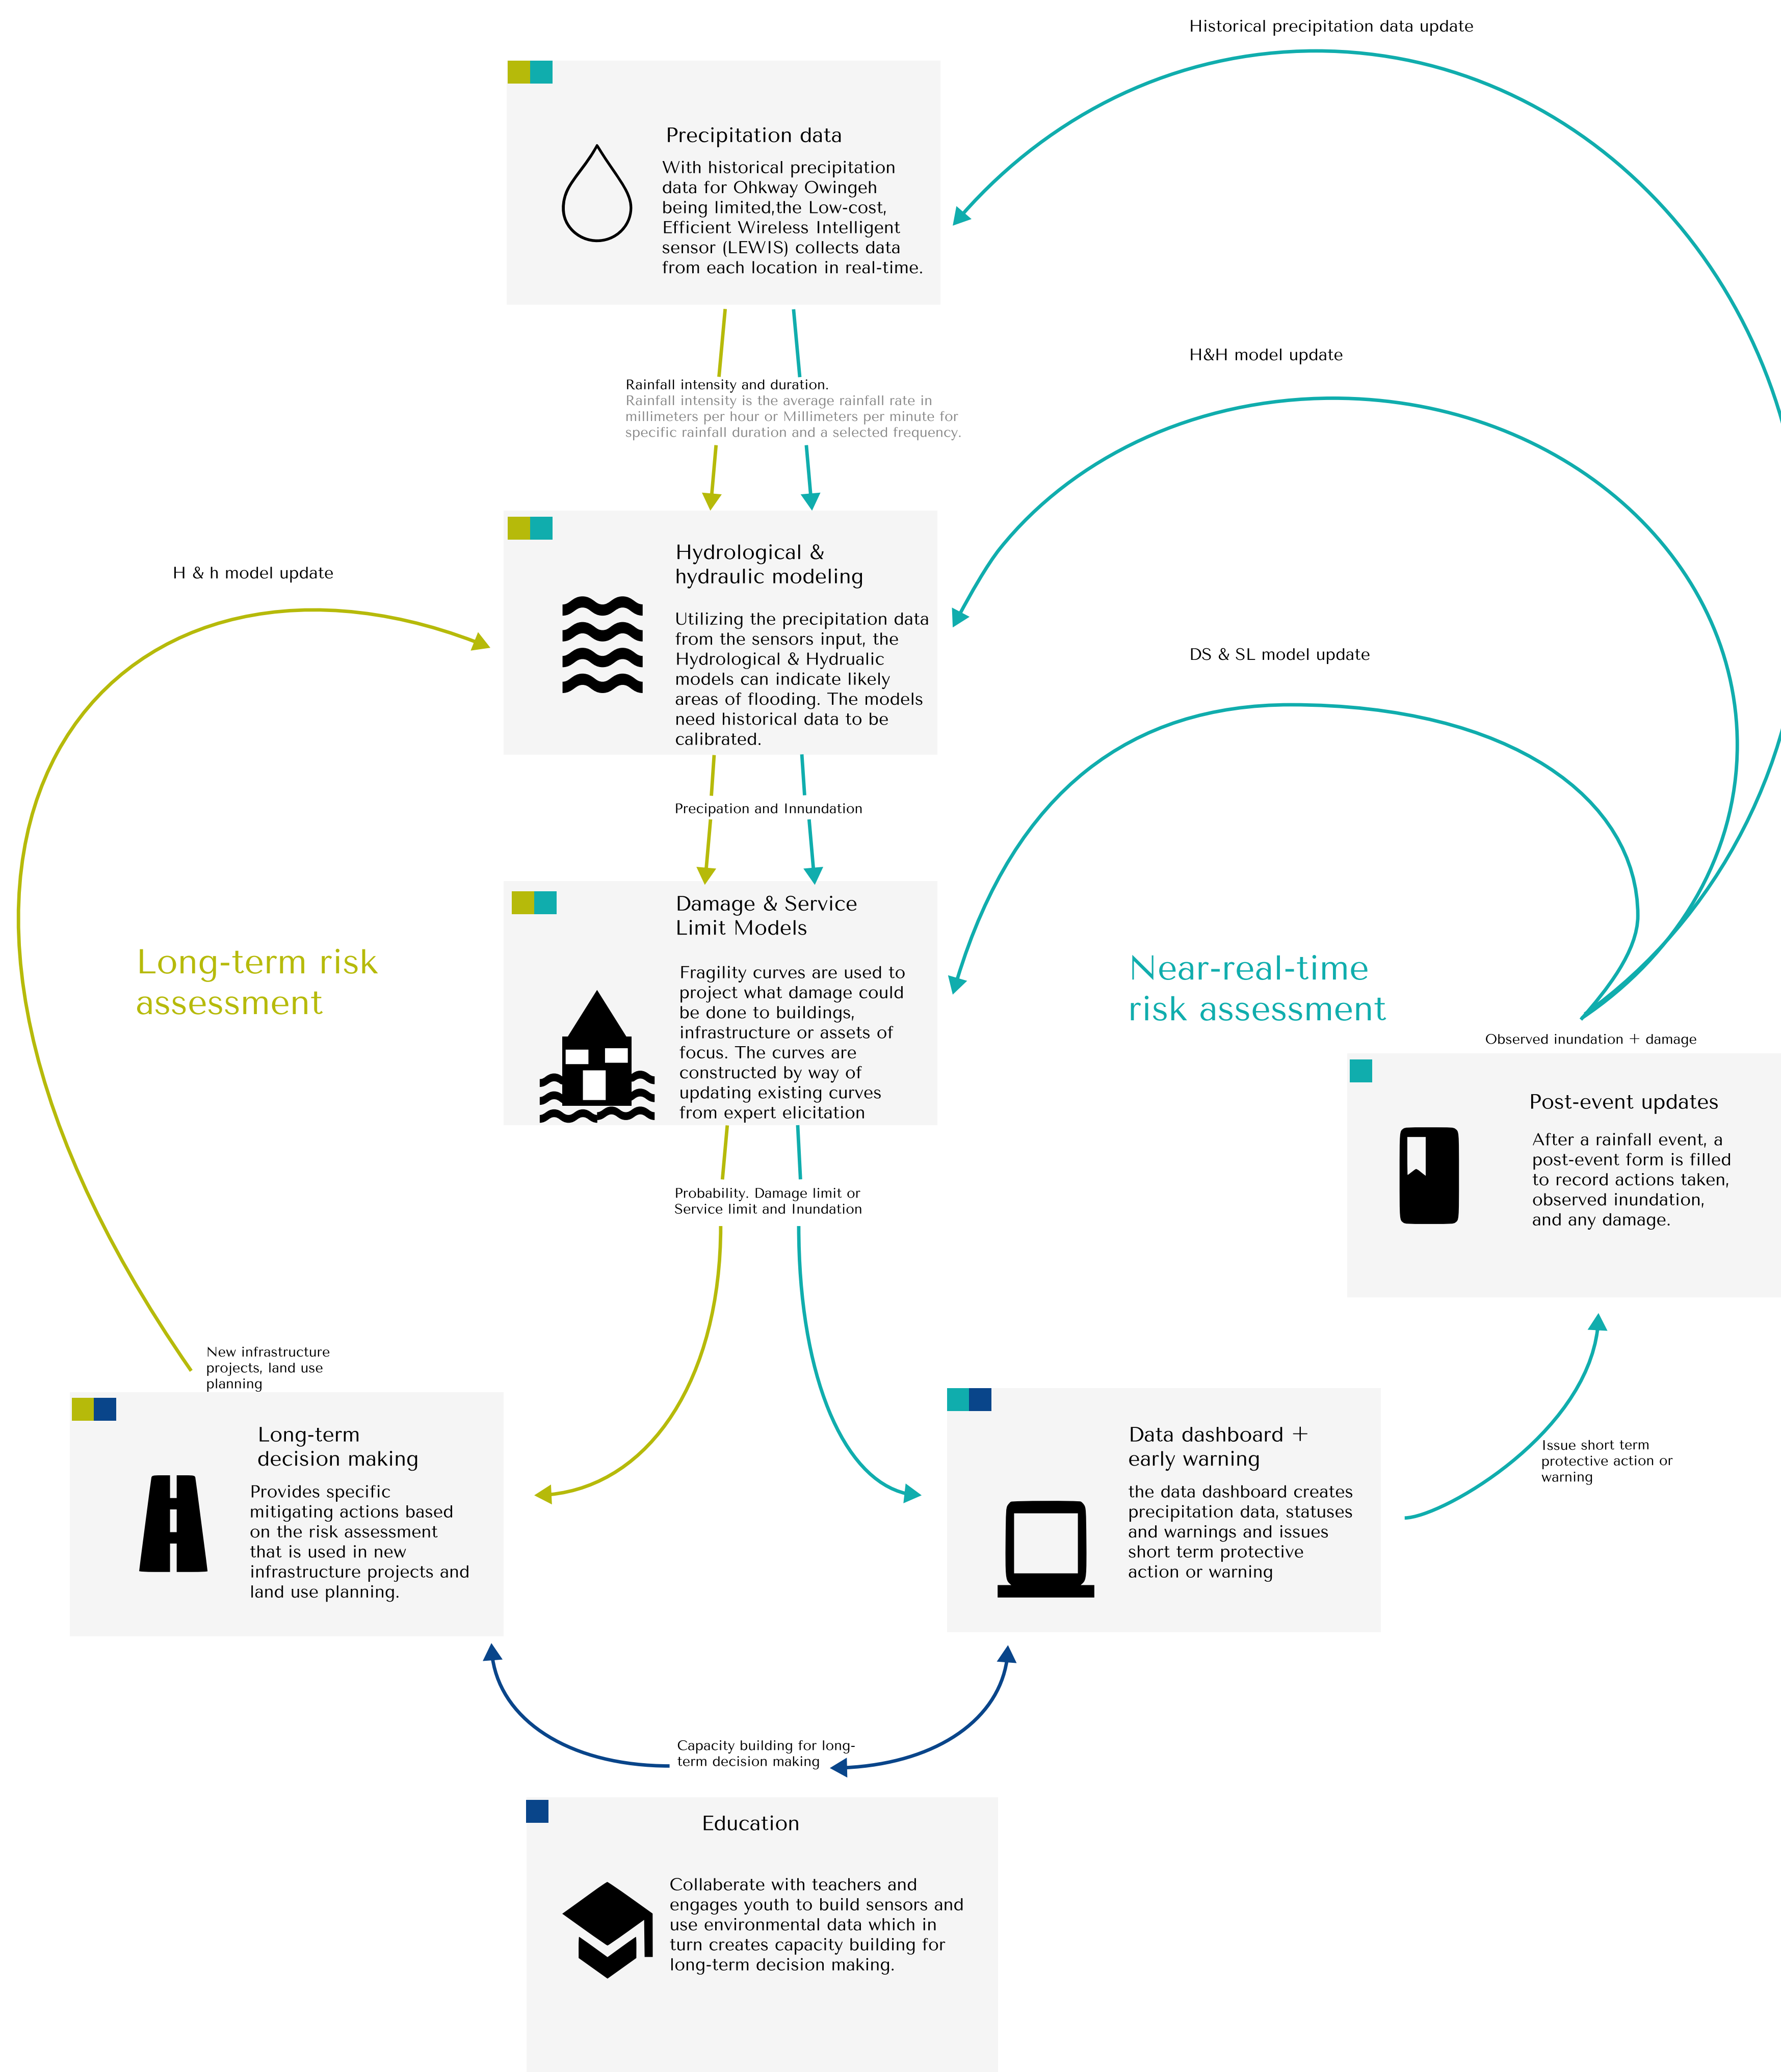 Historical precipitation data update
Precipitation data
With historical precipitation
data for Ohkway Owingeh
being limited,the Low-cost,
Efficient Wireless Intelligent
sensor (LEWIS) collects data
from each location in real-time.
H&H model update
Rainfall intensity and duration.
Rainfall intensity is the average rainfall rate in
millimeters per hour or Millimeters per minute for
specific rainfall duration and a selected frequency.
Hydrological &
hydraulic modeling
Utilizing the precipitation data
from the sensors input, the
Hydrological & Hydrualic
models can indicate likely
areas of flooding. The models
need historical data to be
calibrated.
H & h model update
DS & SL model update
Precipation and Innundation
Damage & Service
Limit Models
Fragility curves are used to
project what damage could
be done to buildings,
infrastructure or assets of
focus. The curves are
constructed by way of
updating existing curves
from expert elicitation
Long-term risk
assessment
Near-real-time
risk assessment
Observed inundation + damage
Post-event updates
After a rainfall event, a
post-event form is filled
to record actions taken,
observed inundation,
and any damage.
Probability. Damage limit or
Service limit and Inundation
New infrastructure
projects, land use
planning
Long-term
decision making
Provides specific
mitigating actions based
on the risk assessment
that is used in new
infrastructure projects and
land use planning.
Data dashboard +
early warning
the data dashboard creates
precipitation data, statuses
and warnings and issues
short term protective
action or warning
Issue short term
protective action or
warning
Capacity building for long-
term decision making
Education
Collaberate with teachers and
engages youth to build sensors and
use environmental data which in
turn creates capacity building for
long-term decision making.